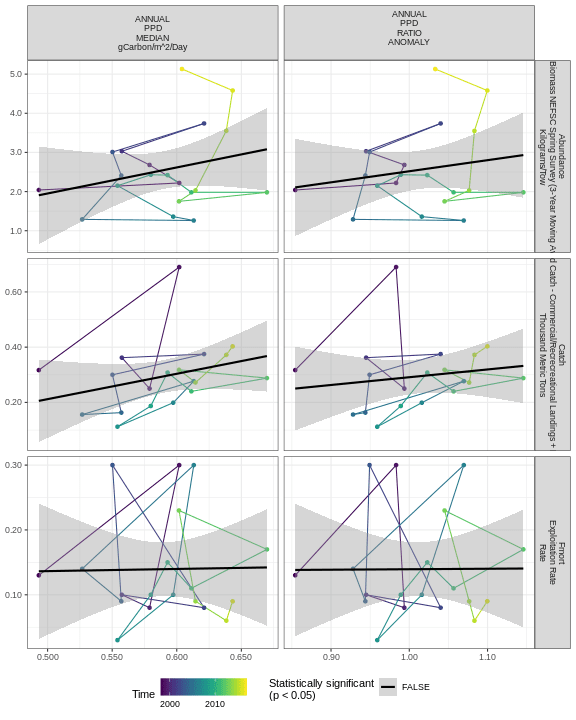 ANNUAL
PPD
MEDIAN
gCarbon/m^2/Day
ANNUAL
PPD
RATIO
ANOMALY
5.0
4.0
3.0
2.0
1.0
Abundance
Biomass NEFSC Spring Survey (3-Year Moving
Kilograms/Tow
0.60
0.40
0.20
Catch
Catch - Commercial/Recreational Landings +
Thousand Metric Tons
0.30
0.20
0.10
Fmort
Exploitation Rate
Rate
0.500
0.550
0.600
0.650
0.90
1.00
1.10
Time
2000
2010
Statistically significant
(p < 0.05)
FALSE